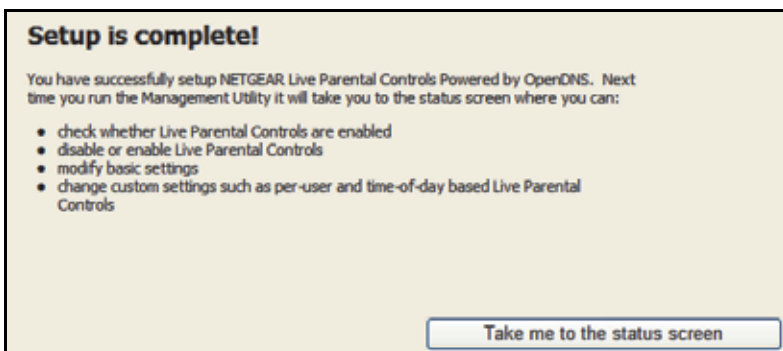 Setup is complete!
You have successfully setup NETGEAR Live Parental Controls Powered by OpenDNS. Next
time you run the Management Utility it will take you to the status screen where you can:
• check whether Live Parental Controls are enabled
• disable or enable Live Parental Controls
• modify basic settings
• change custom settings such as per-user and time-of-day based Live Parental
Controls
Take me to the status screen